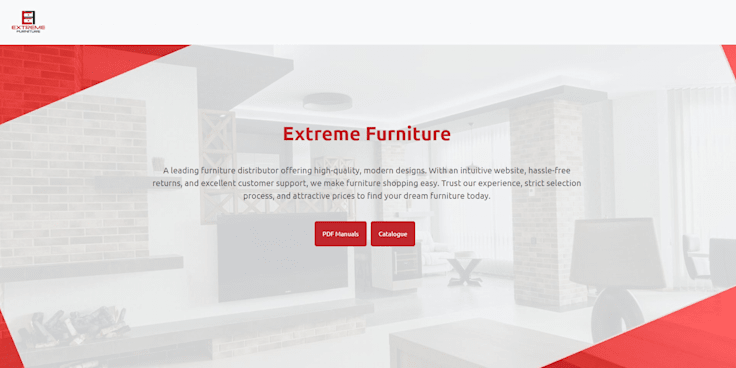 EXTREME
FURNITURE
Extreme Furniture
A leading furniture distributor offering high-quality, modern designs. With an intuitive website, hassle-free
returns, and excellent customer support, we make furniture shopping easy. Trust our experience, strict selection
process, and attractive prices to find your dream furniture today.
PDF Manuals
Catalogue